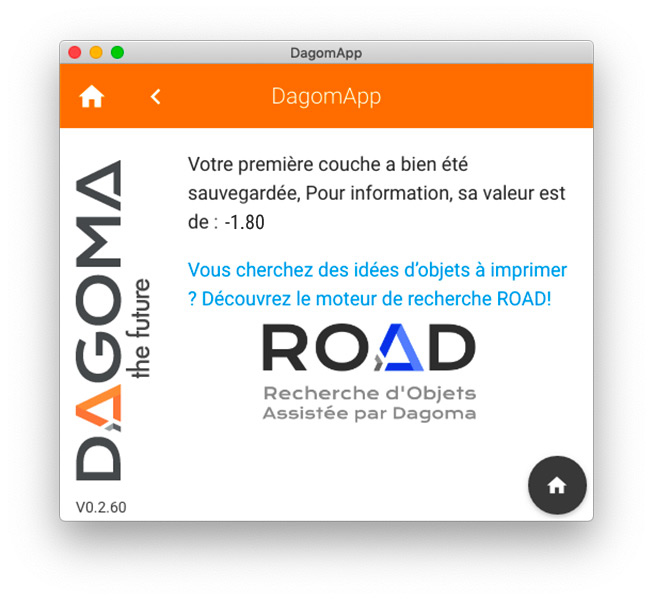 DagomApp
DagomApp
Votre première couche a bien été
sauvegardée, Pour information, sa valeur est
de : -1.80
Vous cherchez des idées d’objets à imprimer
? Découvrez le moteur de recherche ROAD!
ROAD
Recherche d'Objets
Assistée par Dagoma
DAGOMA
the future
V0.2.60